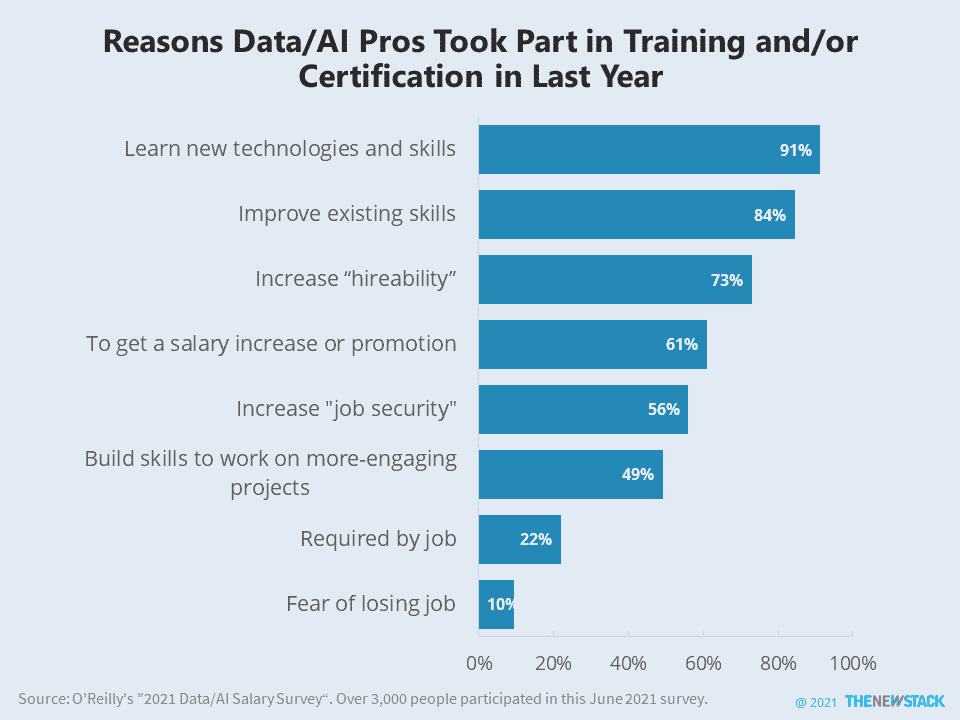 Reasons Data/AI Pros Took Part in Training and/or
Certification in Last Year
Learn new technologies and skills
91%
Improve existing skills
84%
Increase “hireability”
73%
To get a salary increase or promotion
61%
Increase "job security"
56%
Build skills to work on more-engaging
projects
49%
Required by job
22%
Fear of losing job
10%
0% 20% 40% 60% 80% 100%
Source: O'Reilly's "2021 Data/AI Salary Survey“. Over 3,000 people participated in this June 2021 survey.
@ 2021 THENEWSTACK